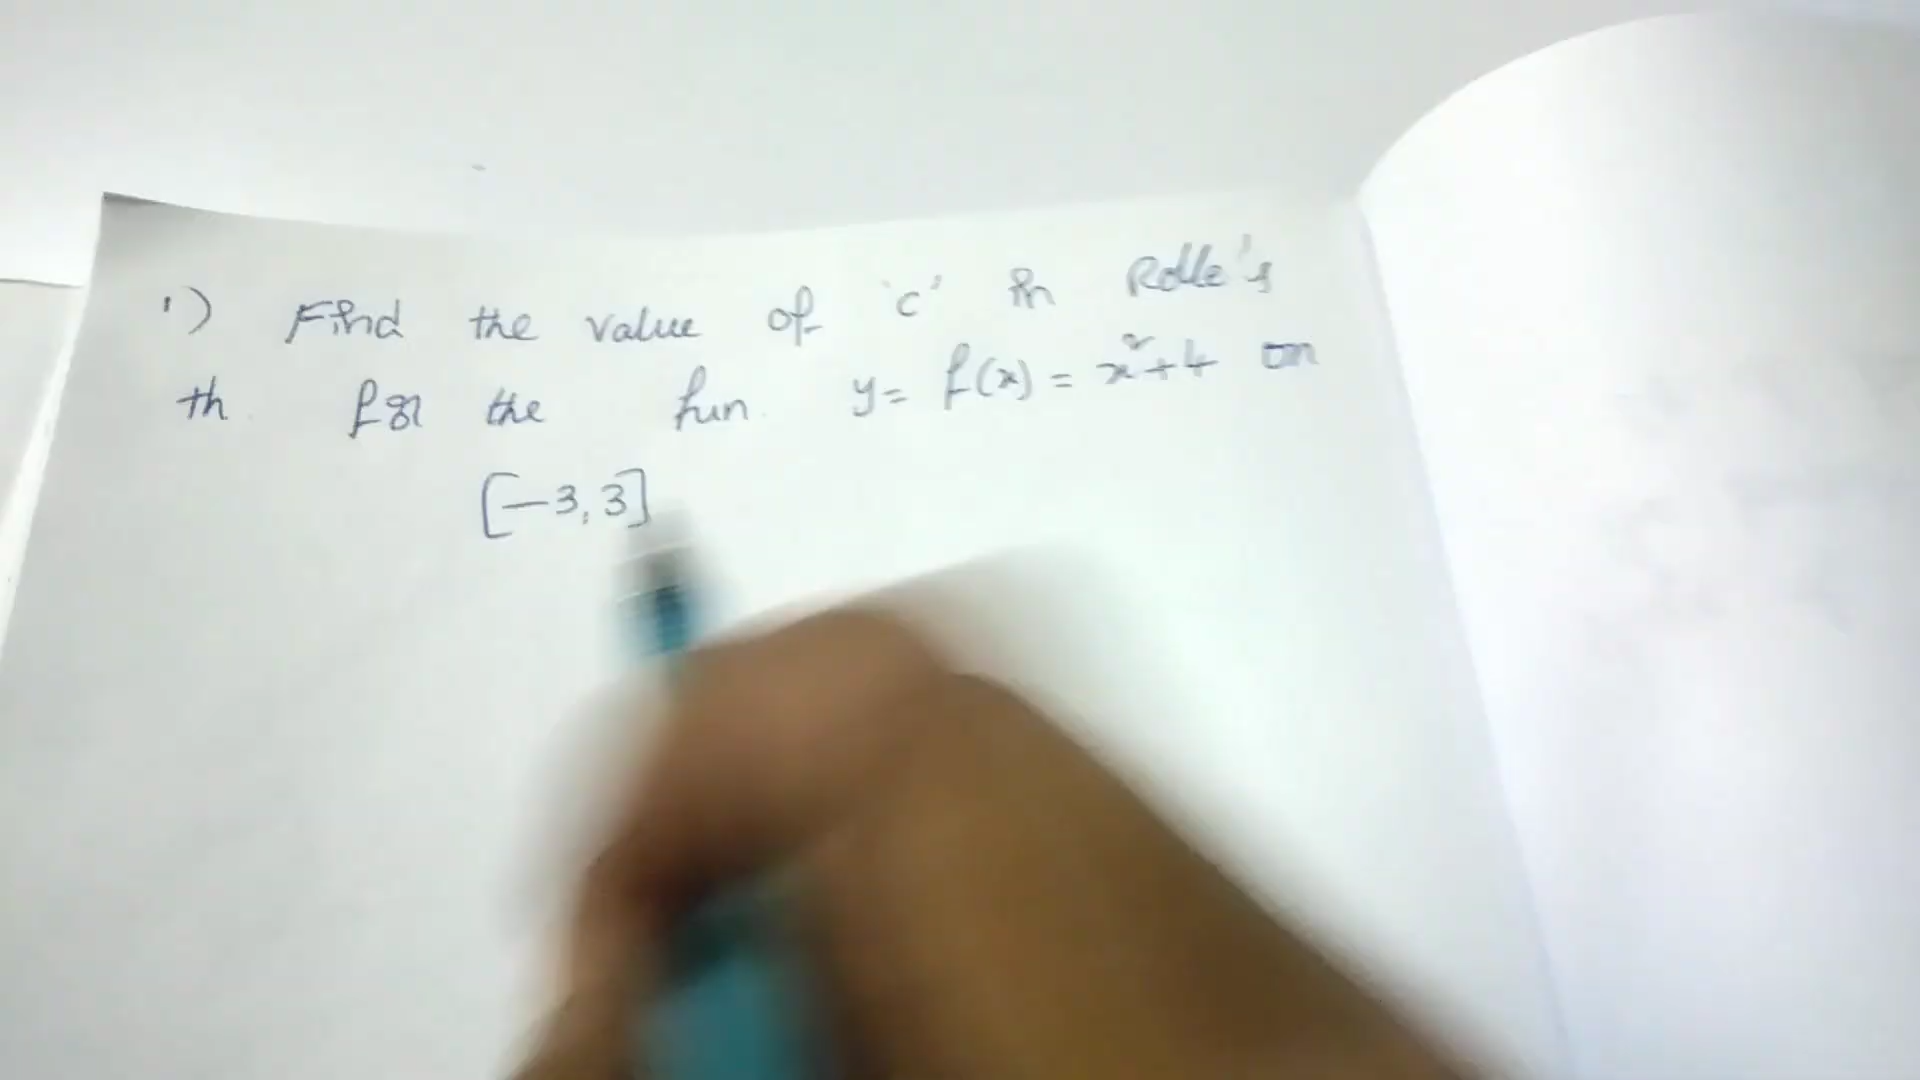 1) Find the value of 'c' in Rolle's
th. for the fun. y= f(x) = x²+4 on
[-3, 3]